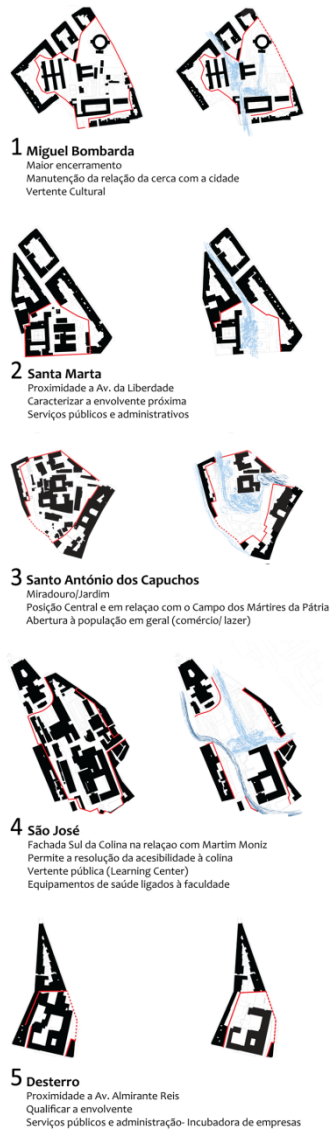 1 Miguel Bombarda
Maior encerramento
Manutenção da relação da cerca com a cidade
Vertente Cultural
2 Santa Marta
Proximidade a Av. da Liberdade
Caracterizar a envolvente próxima
Serviços públicos e administrativos
3 Santo António dos Capuchos
Miradouro/Jardim
Posição Central e em relaçao com o Campo dos Mártires da Pátria
Abertura à população em geral (comércio/ lazer)
4 São José
Fachada Sul da Colina na relaçao com Martim Moniz
Permite a resolução da acesibilidade à colina
Vertente pública (Learning Center)
Equipamentos de saúde ligados à faculdade
5 Desterro
Proximidade a Av. Almirante Reis
Qualificar a envolvente
Serviços públicos e administração- Incubadora de empresas